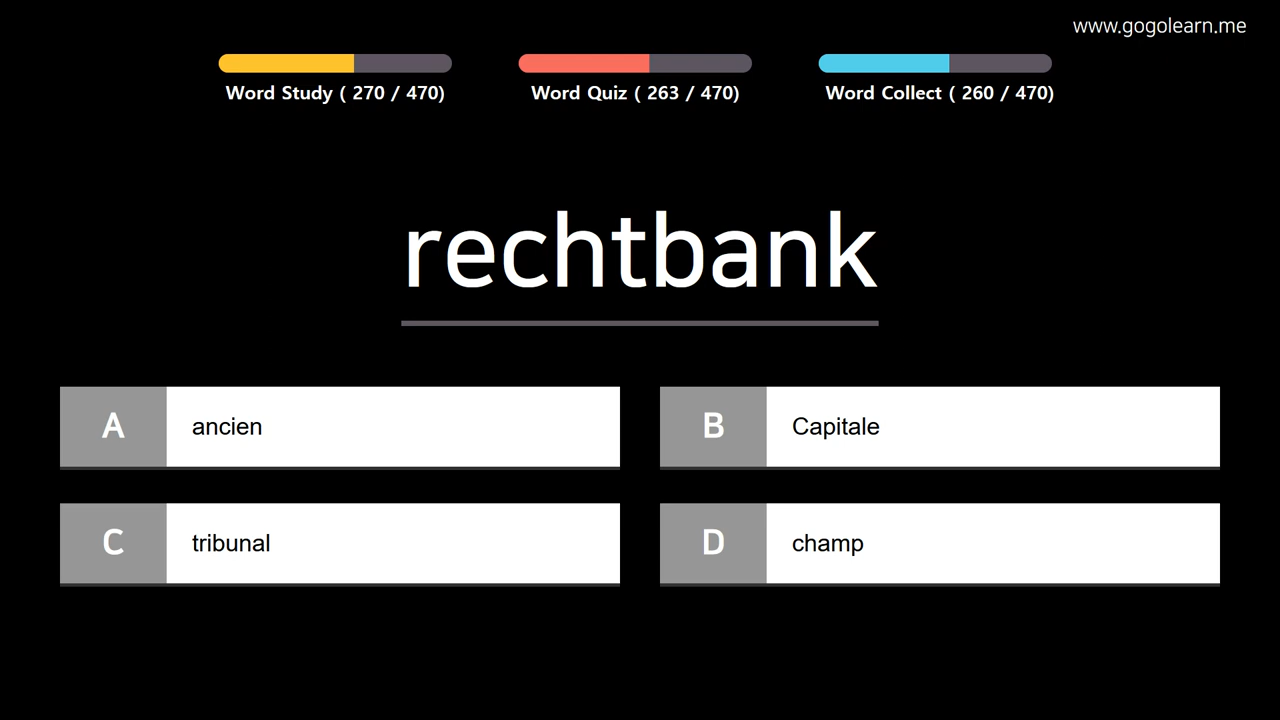 www.gogolearn.me
Word Study ( 270 / 470)
Word Quiz ( 263 / 470)
Word Collect ( 260 / 470)
rechtbank
A ancien
B Capitale
C tribunal
D champ